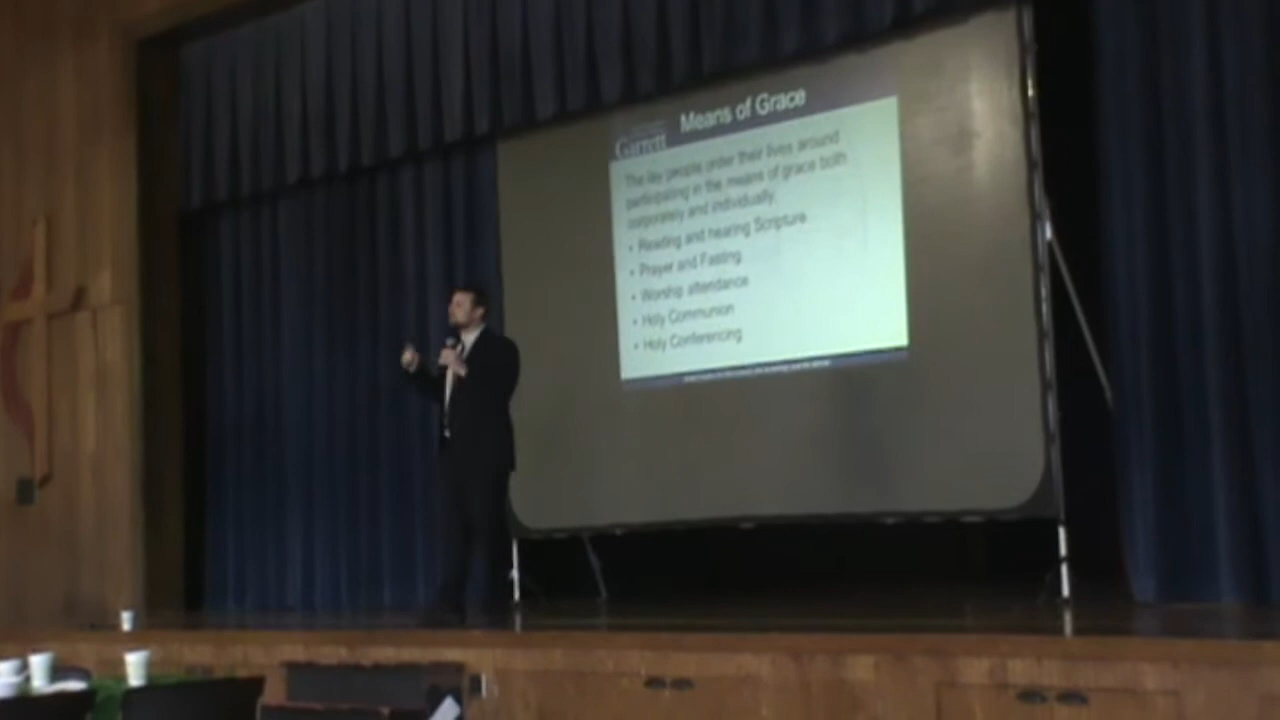 Means of Grace
Garrett
The lay people order their lives around
participating in the means of grace both
corporately and individually.
• Reading and hearing Scripture
• Prayer and Fasting
• Worship attendance
• Holy Communion
• Holy Conferencing